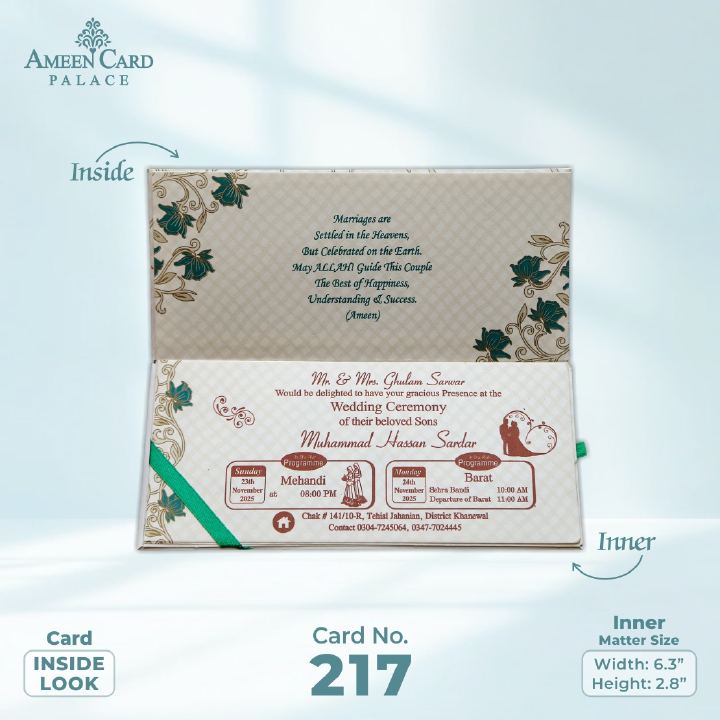 AMEEN CARD
PALACE
Inside
Marriages are
Settled in the Heavens,
But Celebrated on the Earth.
May ALLAH! Guide This Couple
The Best of Happiness,
Understanding & Success.
(Ameen)
Mr. & Mrs. Ghulam Sarwar
Would be delighted to have your gracious Presence at the
Wedding Ceremony
of their beloved Sons
Muhammad Hassan Sardar
Programme
Sunday
23th
November
2025
Mehandi
at 08:00 PM
Programme
Monday
24th
November
2025
Barat
Sehra Bandi 10:00 AM
Departure of Barat 11:00 AM
Chak # 141/10-R, Tehisl Jahanian, District Khanewal
Contact 0304-7245064, 0347-7024445
Inner
Card
INSIDE
LOOK
Card No.
217
Inner
Matter Size
Width: 6.3”
Height: 2.8”